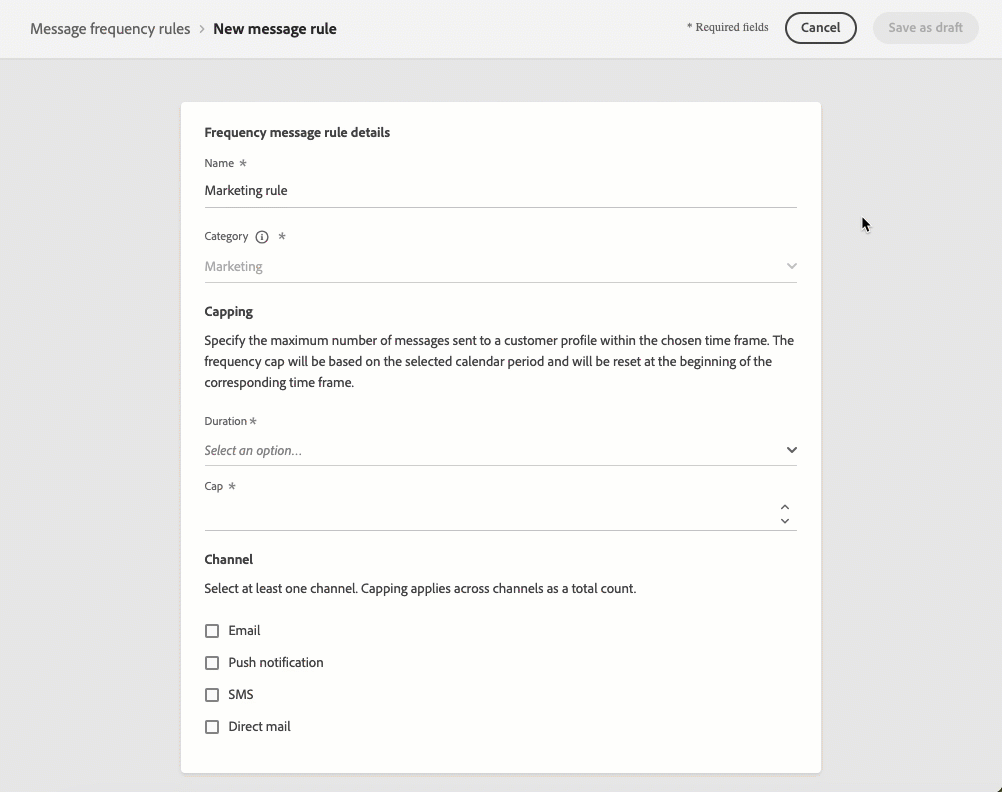 Message frequency rules > New message rule
* Required fields
Cancel
Save as draft
Frequency message rule details
Name *
Marketing rule
Category *
Marketing
Capping
Specify the maximum number of messages sent to a customer profile within the chosen time frame. The
frequency cap will be based on the selected calendar period and will be reset at the beginning of the
corresponding time frame.
Duration *
Select an option...
Cap *
Channel
Select at least one channel. Capping applies across channels as a total count.
Email
Push notification
SMS
Direct mail